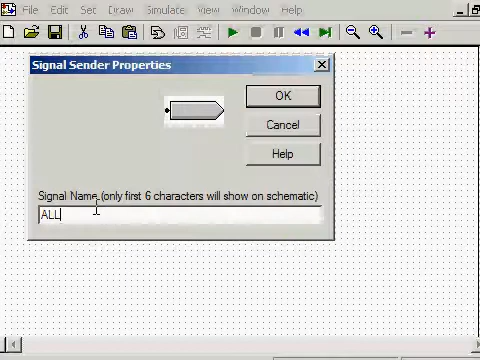 File Edit Set Draw Simulate View Window Help
Signal Sender Properties
OK
Cancel
Help
Signal Name (only first 6 characters will show on schematic)
ALL